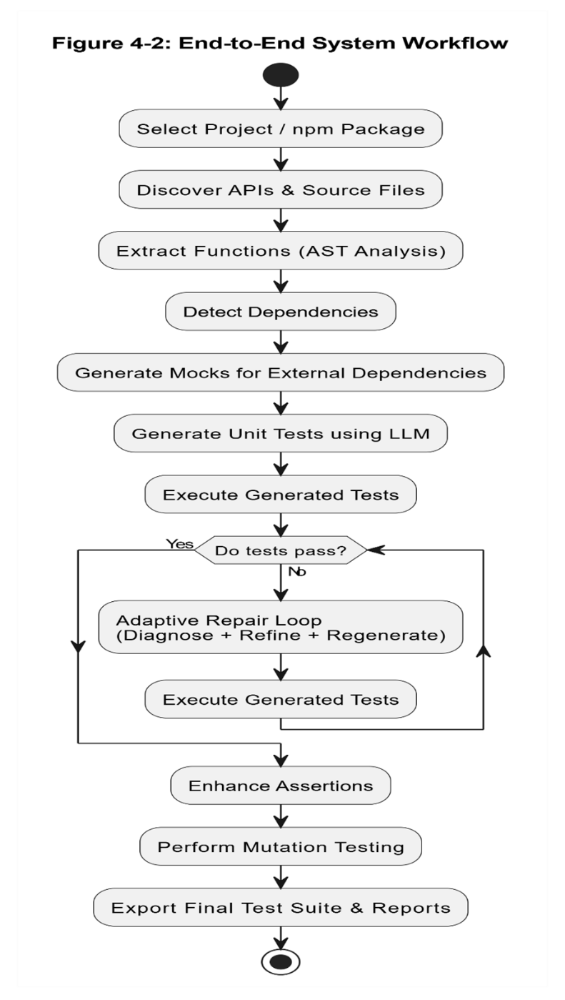 Figure 4-2: End-to-End System Workflow
Select Project / npm Package
Discover APIs & Source Files
Extract Functions (AST Analysis)
Detect Dependencies
Generate Mocks for External Dependencies
Generate Unit Tests using LLM
Execute Generated Tests
Yes
Do tests pass?
No
Adaptive Repair Loop
(Diagnose + Refine + Regenerate)
Execute Generated Tests
Enhance Assertions
Perform Mutation Testing
Export Final Test Suite & Reports